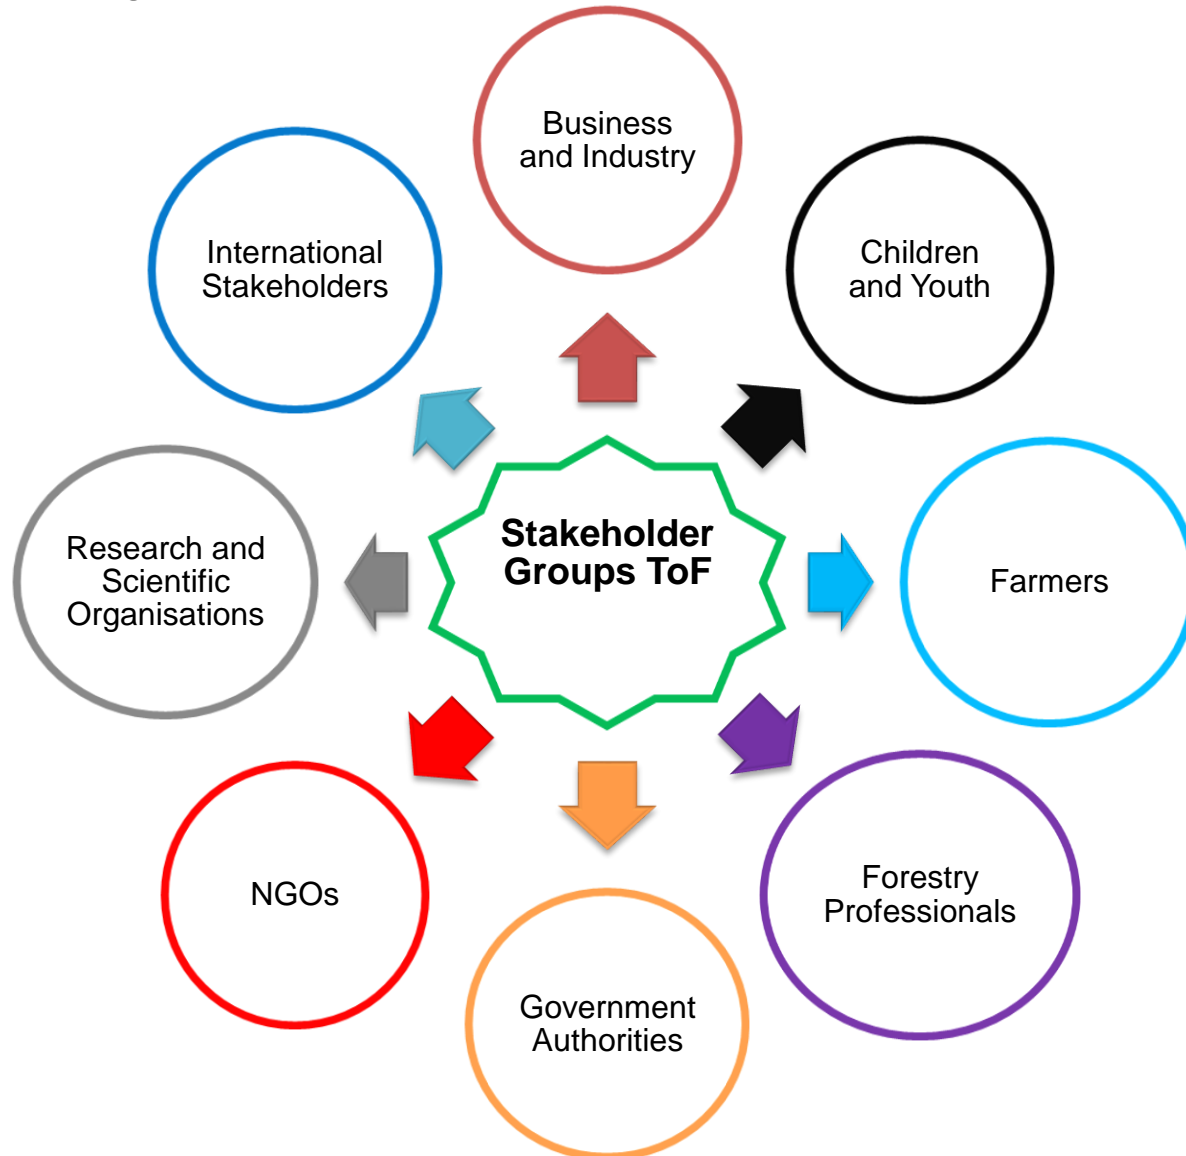 Business
and Industry
Children
and Youth
Farmers
Forestry
Professionals
Government
Authorities
NGOs
Research and
Scientific
Organisations
International
Stakeholders
Stakeholder
Groups ToF